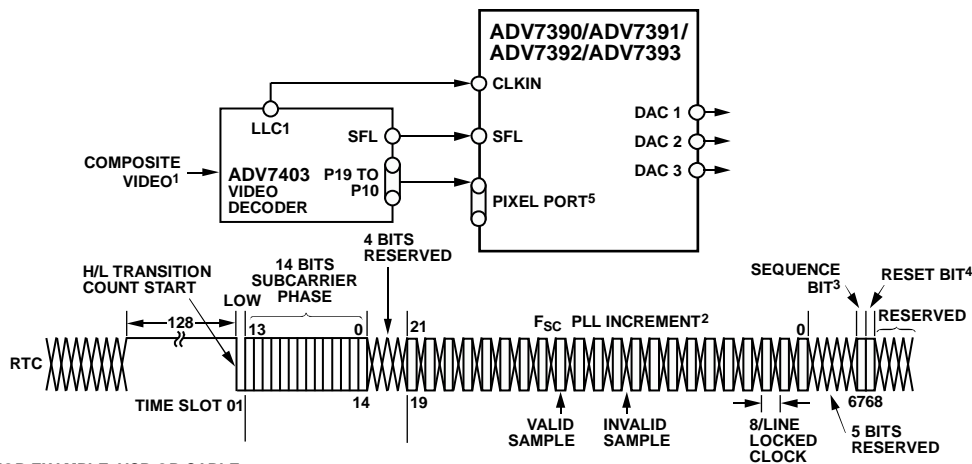 ADV7390/ADV7391/
ADV7392/ADV7393
CLKIN
LLC1
DAC 1
SFL
SFL
DAC 2
COMPOSITE
VIDEO1
ADV7403
VIDEO
DECODER
P19 TO
P10
DAC 3
PIXEL PORT5
4 BITS
RESERVED
H/L TRANSITION
COUNT START
14 BITS
SUBCARRIER
PHASE
SEQUENCE
BIT3
RESET BIT4
LOW
RESERVED
128
13
0
21
FSC PLL INCREMENT2
0
RTC
TIME SLOT 01
14
19
6768
VALID
SAMPLE
INVALID
SAMPLE
8/LINE
LOCKED
CLOCK
5 BITS
RESERVED